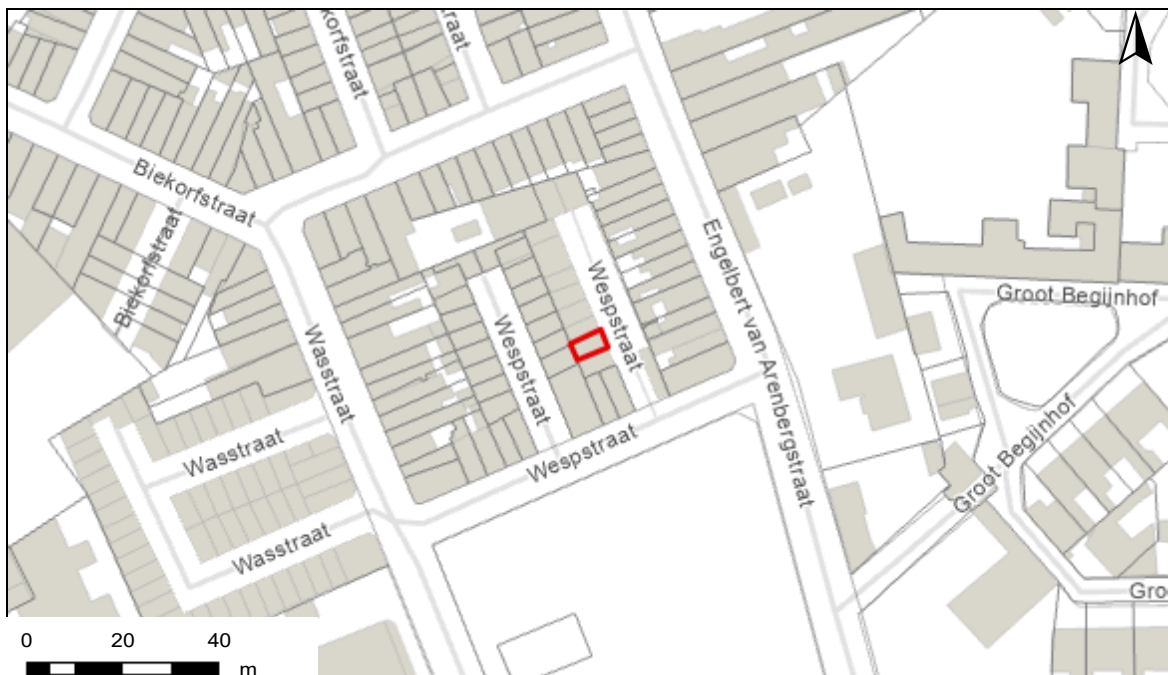 korfstraat
raat
Biekorfstraat
Biekorfstraat
Wasstraat
Wespstraat
Wespstraat
Engelbert van Arenbergstraat
Groot Begijnhof
Groot Begijnhof
Wasstraat
Wespstraat
Wasstraat
Groo
0 20 40
m